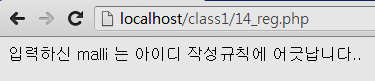 localhost/class1/14_reg.php
입력하신 malli 는 아이디 작성규칙에 어긋납니다..